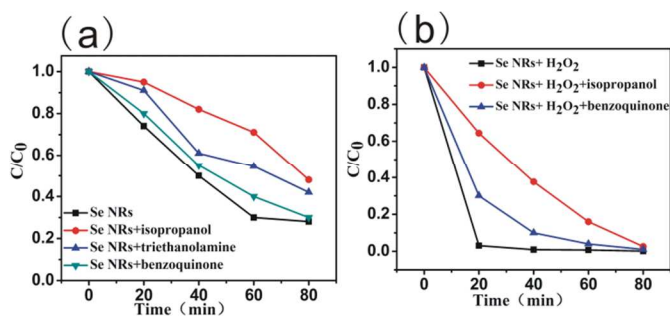 (a)
C/C0
1.0
0.8
0.6
0.4
0.2
0.0
Se NRs
Se NRs+isopropanol
Se NRs+triethanolamine
Se NRs+benzoquinone
0 20 40 60 80
Time (min)
(b)
C/C0
1.0
0.8
0.6
0.4
0.2
0.0
Se NRs+ H2O2
Se NRs+ H2O2+isopropanol
Se NRs+ H2O2+benzoquinone
0 20 40 60 80
Time (min)